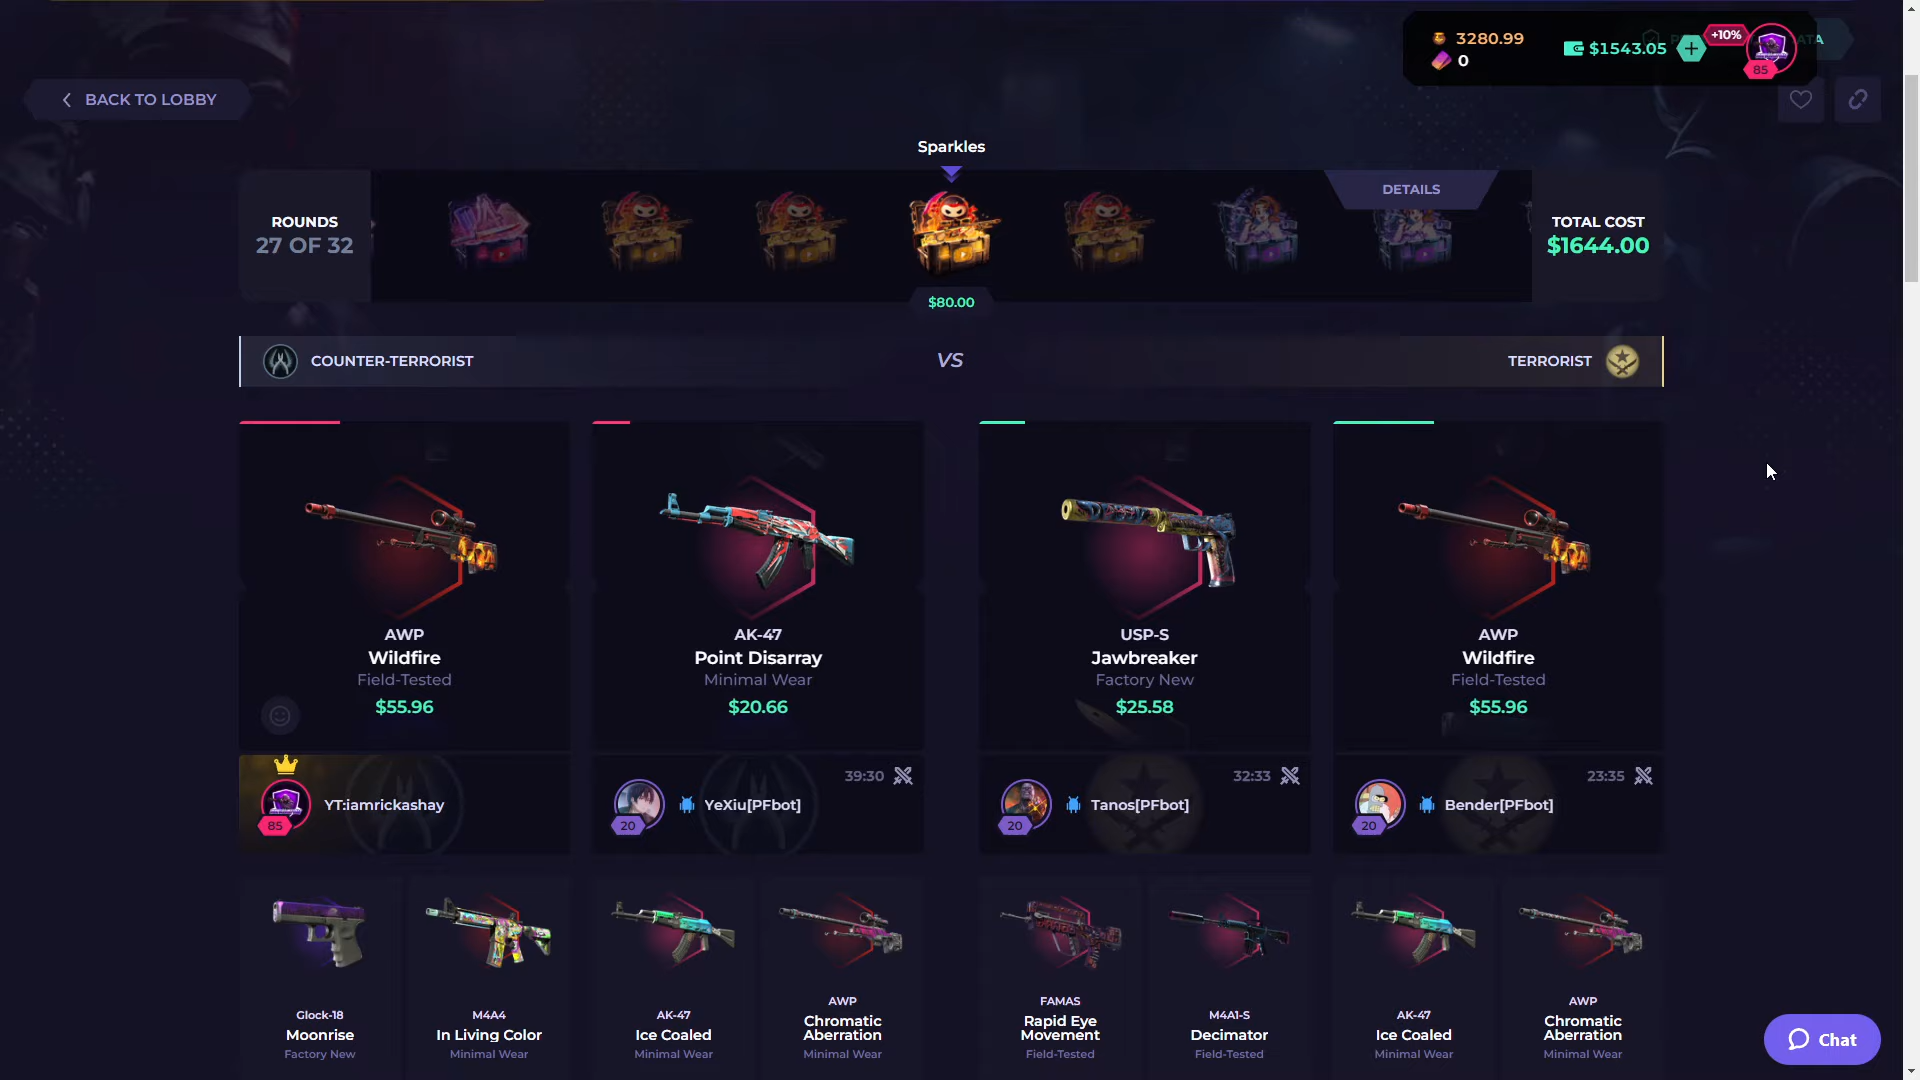 3280.99
0
$1543.05
+10%
85
BACK TO LOBBY
Sparkles
DETAILS
ROUNDS
27 OF 32
TOTAL COST
$1644.00
$80.00
COUNTER-TERRORIST
VS
TERRORIST
AWP
Wildfire
Field-Tested
$55.96
AK-47
Point Disarray
Minimal Wear
$20.66
USP-S
Jawbreaker
Factory New
$25.58
AWP
Wildfire
Field-Tested
$55.96
85
YT:iamrickashay
39:30
20
YeXiu[PFbot]
32:33
20
Tanos[PFbot]
23:35
20
Bender[PFbot]
Glock-18
Moonrise
Factory New
M4A4
In Living Color
Minimal Wear
AK-47
Ice Coaled
Minimal Wear
AWP
Chromatic
Aberration
Minimal Wear
FAMAS
Rapid Eye
Movement
Field-Tested
M4A1-S
Decimator
Field-Tested
AK-47
Ice Coaled
Minimal Wear
AWP
Chromatic
Aberration
Minimal Wear
Chat